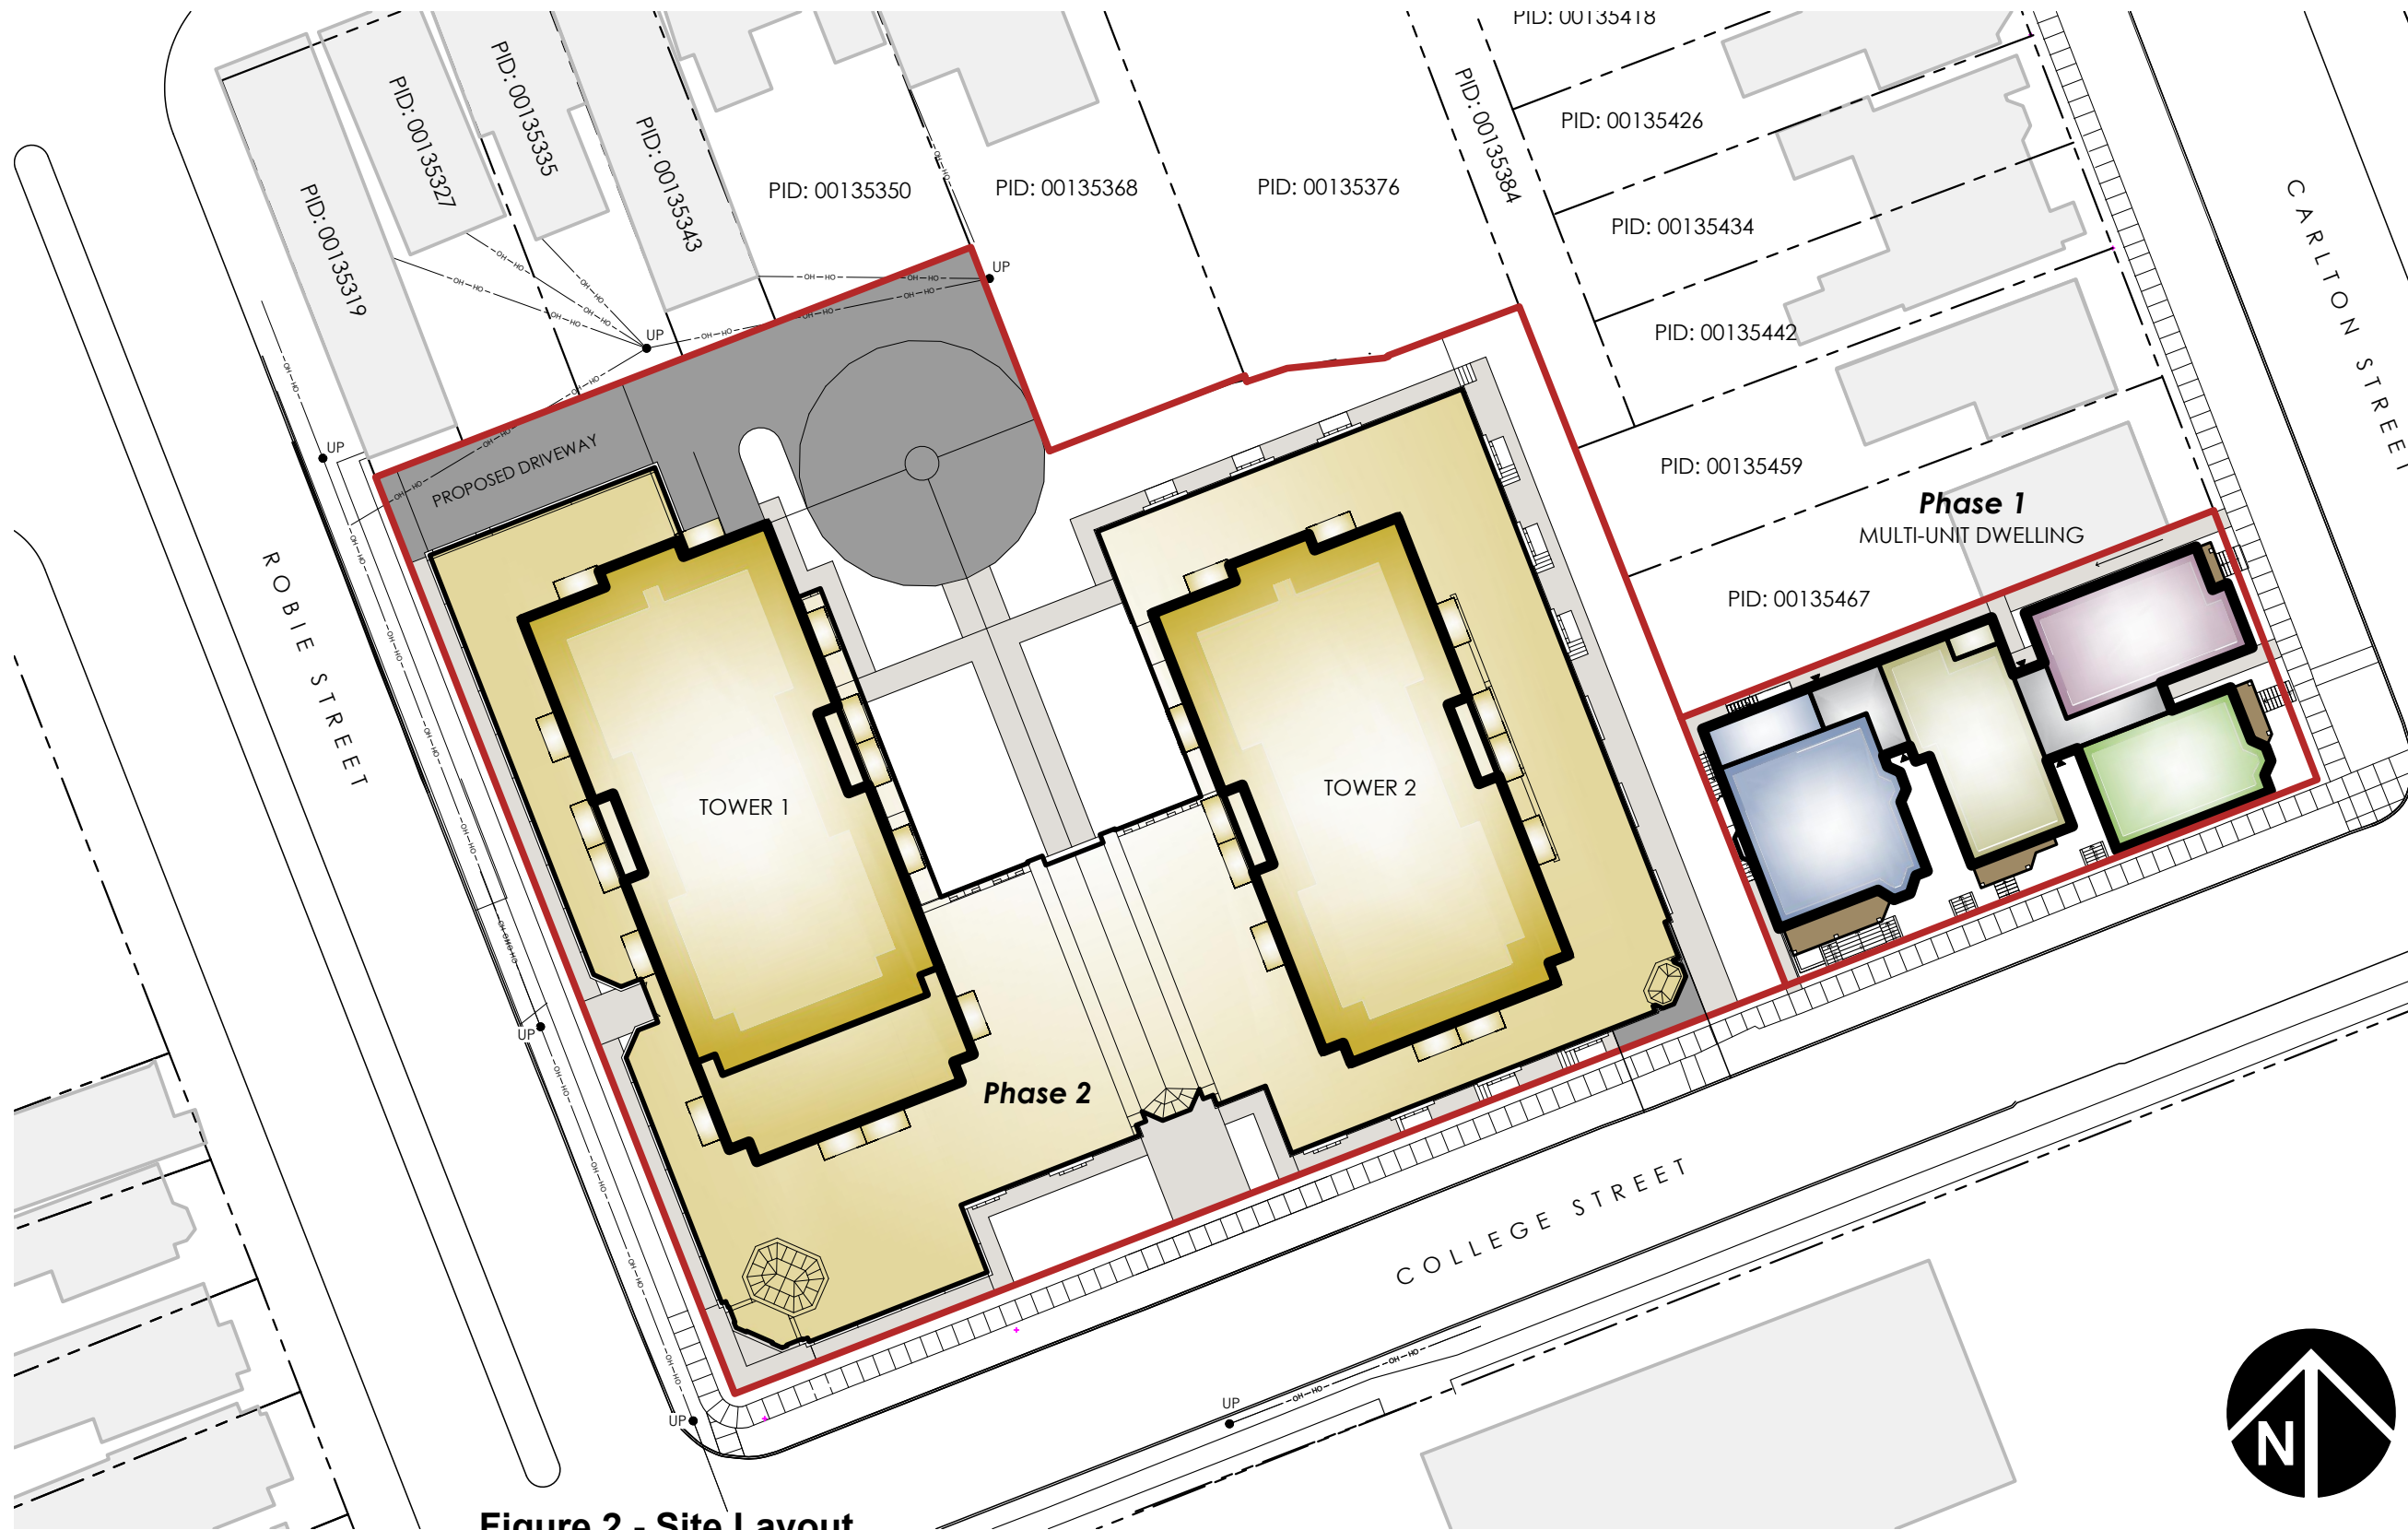 PID: 00135418
PID: 00135319
PID: 00135327
PID: 00135335
PID: 00135343
PID: 00135350
PID: 00135368
PID: 00135376
PID: 00135384
PID: 00135426
PID: 00135434
PID: 00135442
PID: 00135459
PID: 00135467
CARLTON STREET
Phase 1
MULTI-UNIT DWELLING
UP
UP
UP
PROPOSED DRIVEWAY
ROBIE STREET
TOWER 1
TOWER 2
Phase 2
UP
COLLEGE STREET
UP
UP
OH
OH
N
Figure 2 - Site Layout